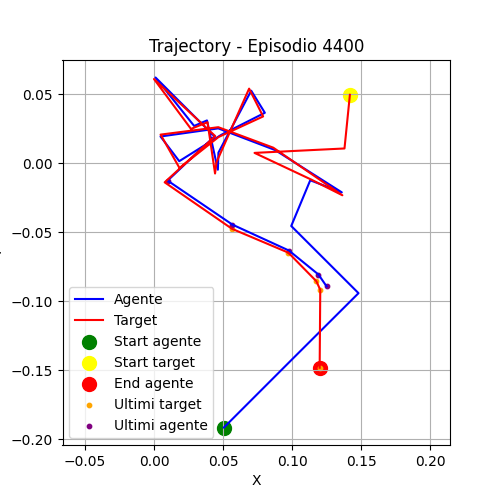 Trajectory - Episodio 4400
0.05
0.00
−0.05
−0.10
−0.15
−0.20
Agente
Target
Start agente
Start target
End agente
Ultimi target
Ultimi agente
−0.05
0.00
0.05
0.10
0.15
0.20
X